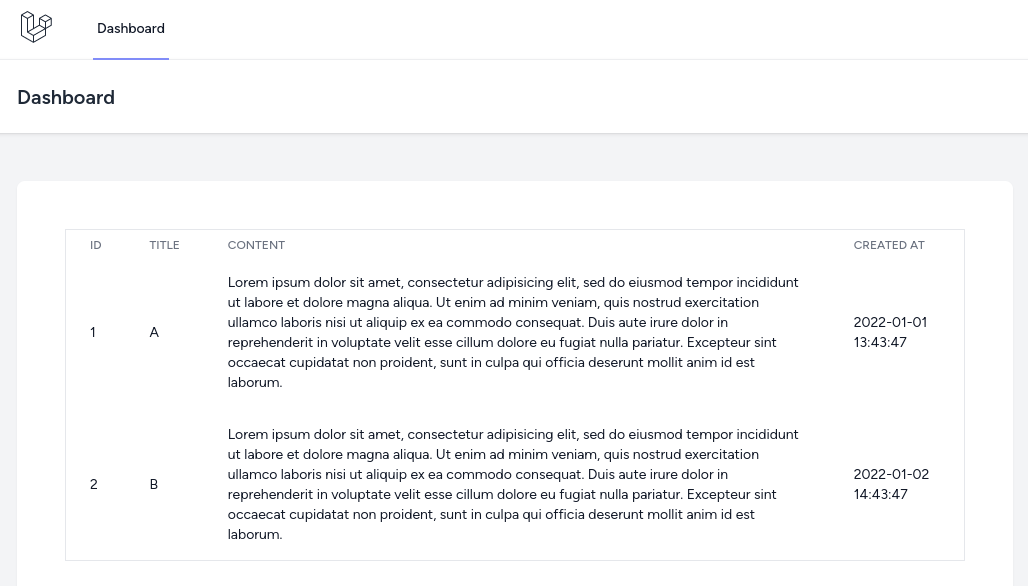 Dashboard
Dashboard
ID TITLE CONTENT CREATED AT
Lorem ipsum dolor sit amet, consectetur adipisicing elit, sed do eiusmod tempor incididunt
ut labore et dolore magna aliqua. Ut enim ad minim veniam, quis nostrud exercitation
ullamco laboris nisi ut aliquip ex ea commodo consequat. Duis aute irure dolor in 2022-01-01
1 A
reprehenderit in voluptate velit esse cillum dolore eu fugiat nulla pariatur. Excepteur sint 13:43:47
occaecat cupidatat non proident, sunt in culpa qui officia deserunt mollit anim id est
laborum.
Lorem ipsum dolor sit amet, consectetur adipisicing elit, sed do eiusmod tempor incididunt
ut labore et dolore magna aliqua. Ut enim ad minim veniam, quis nostrud exercitation
ullamco laboris nisi ut aliquip ex ea commodo consequat. Duis aute irure dolor in 2022-01-02
2 B
reprehenderit in voluptate velit esse cillum dolore eu fugiat nulla pariatur. Excepteur sint 14:43:47
occaecat cupidatat non proident, sunt in culpa qui officia deserunt mollit anim id est
laborum.